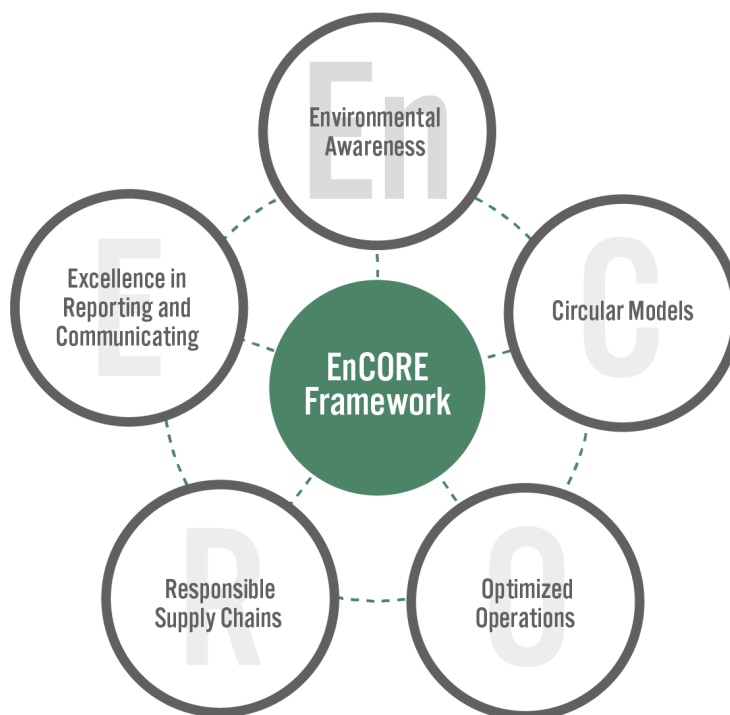 En
Environmental
Awareness
C
Circular Models
O
Optimized
Operations
R
Responsible
Supply Chains
E
Excellence in
Reporting and
Communicating
EnCORE
Framework